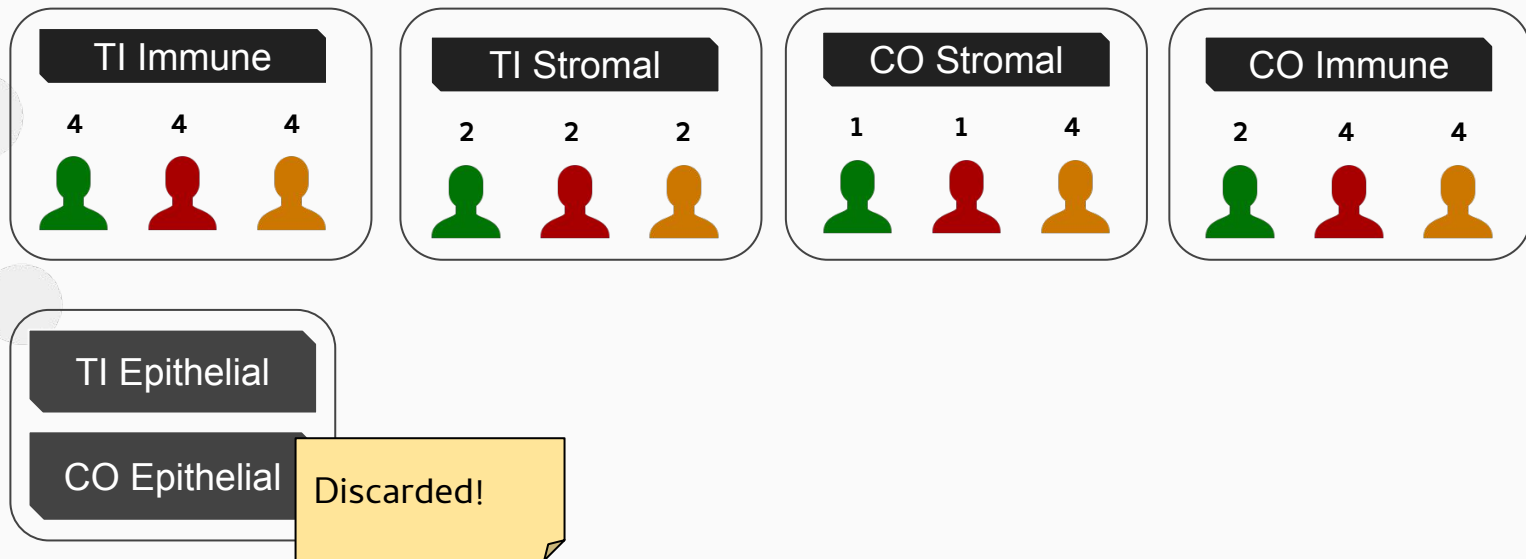 TI Immune
4 4 4
TI Stromal
2 2 2
CO Stromal
1 1 4
CO Immune
2 4 4
TI Epithelial
CO Epithelial
Discarded!